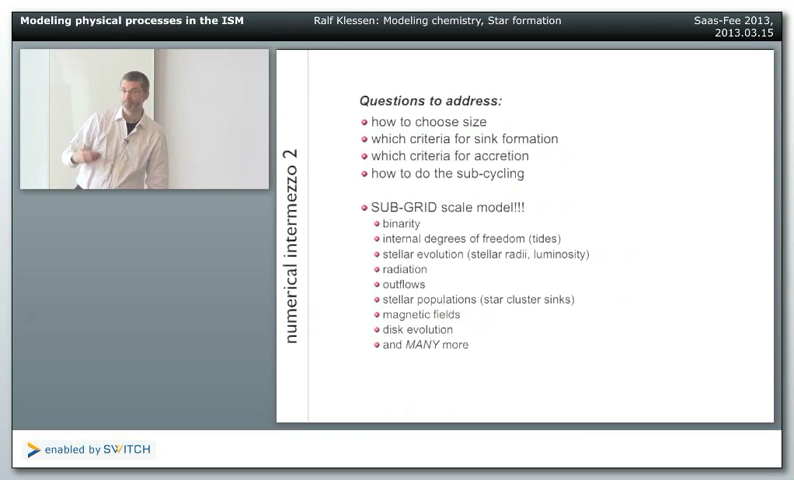 Modeling physical processes in the ISM
Ralf Klessen: Modeling chemistry, Star formation
Saas-Fee 2013,
2013.03.15
numerical intermezzo 2
Questions to address:
how to choose size
which criteria for sink formation
which criteria for accretion
how to do the sub-cycling
SUB-GRID scale model!!!
binarity
internal degrees of freedom (tides)
stellar evolution (stellar radii, luminosity)
radiation
outflows
stellar populations (star cluster sinks)
magnetic fields
disk evolution
and MANY more
enabled by SWITCH